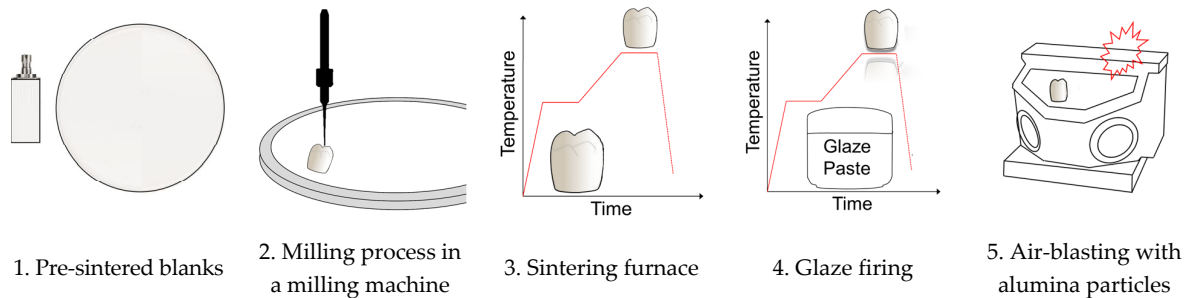 Temperature
Time
Temperature
Glaze
Paste
Time
1. Pre-sintered blanks
2. Milling process in
a milling machine
3. Sintering furnace
4. Glaze firing
5. Air-blasting with
alumina particles